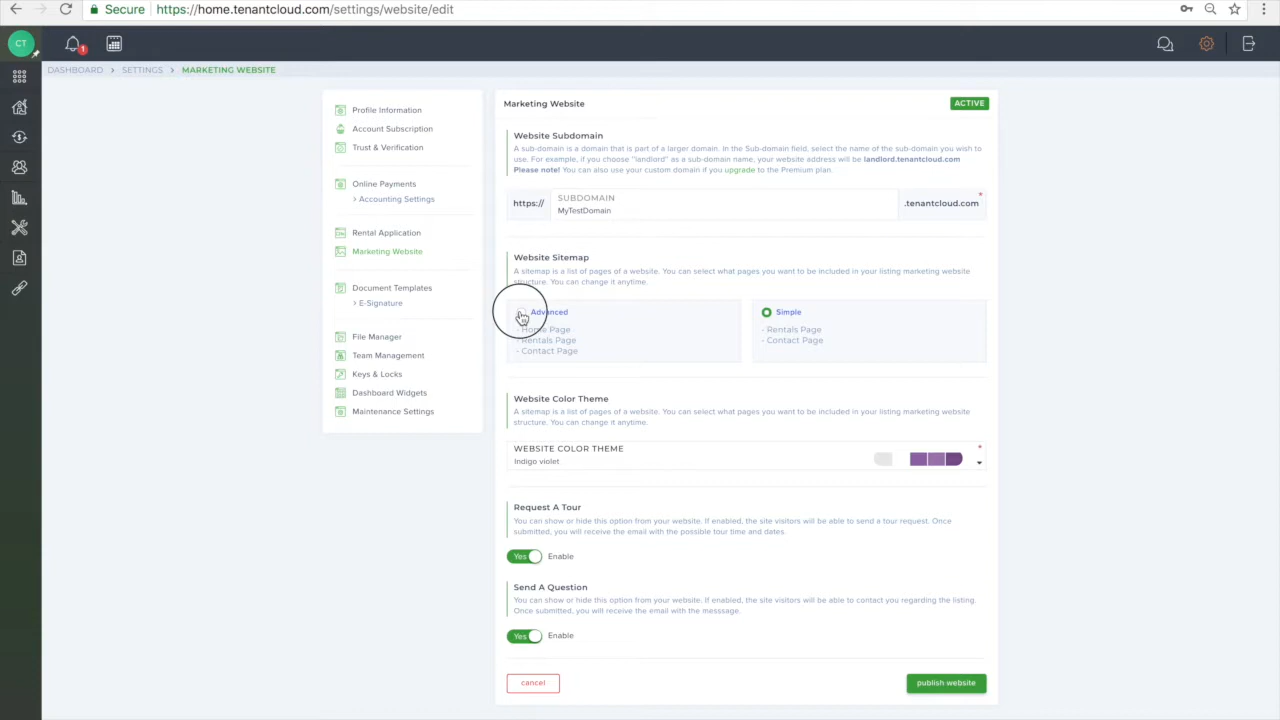 Secure https://home.tenantcloud.com/settings/website/edit
CT
1
DASHBOARD > SETTINGS > MARKETING WEBSITE
Profile Information
Account Subscription
Trust & Verification
Online Payments
> Accounting Settings
Rental Application
Marketing Website
Document Templates
> E-Signature
File Manager
Team Management
Keys & Locks
Dashboard Widgets
Maintenance Settings
Marketing Website
ACTIVE
Website Subdomain
A sub-domain is a domain that is part of a larger domain. In the Sub-domain field, select the name of the sub-domain you wish to
use. For example, if you choose "landlord" as a sub-domain name, your website address will be landlord.tenantcloud.com
Please note! You can also use your custom domain if you upgrade to the Premium plan.
SUBDOMAIN
https:// MyTestDomain .tenantcloud.com *
Website Sitemap
A sitemap is a list of pages of a website. You can select what pages you want to be included in your listing marketing website
structure. You can change it anytime.
Advanced
- Home Page
- Rentals Page
- Contact Page
Simple
- Rentals Page
- Contact Page
Website Color Theme
A sitemap is a list of pages of a website. You can select what pages you want to be included in your listing marketing website
structure. You can change it anytime.
WEBSITE COLOR THEME *
Indigo violet
Request A Tour
You can show or hide this option from your website. If enabled, the site visitors will be able to send a tour request. Once
submitted, you will receive the email with the possible tour time and dates.
Yes Enable
Send A Question
You can show or hide this option from your website. If enabled, the site visitors will be able to contact you regarding the listing.
Once submitted, you will receive the email with the messsage.
Yes Enable
cancel
publish website